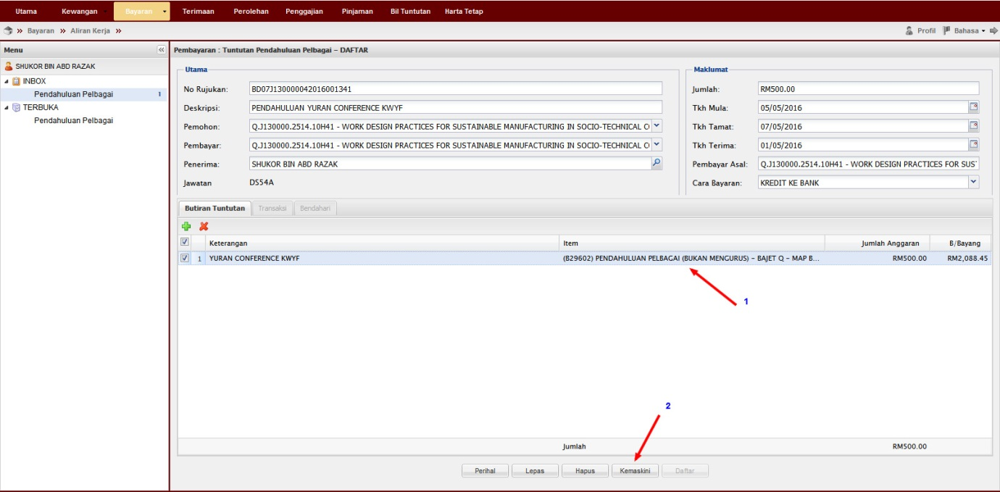 Utama Kewangan Bayaran Terimaan Perolehan Penggajian Pinjaman Bil Tuntutan Harta Tetap
» Bayaran » Aliran Kerja » Profil Bahasa
Menu «
SHUKOR BIN ABD RAZAK
INBOX
Pendahuluan Pelbagai 1
TERBUKA
Pendahuluan Pelbagai
Pembayaran : Tuntutan Pendahuluan Pelbagai – DAFTAR
Utama
No Rujukan: BD07J130000042016001341
Deskripsi: PENDAHULUAN YURAN CONFERENCE KWYF
Pemohon: Q.J130000.2514.10H41 - WORK DESIGN PRACTICES FOR SUSTAINABLE MANUFACTURING IN SOCIO-TECHNICAL
Pembayar: Q.J130000.2514.10H41 - WORK DESIGN PRACTICES FOR SUSTAINABLE MANUFACTURING IN SOCIO-TECHNICAL
Penerima: SHUKOR BIN ABD RAZAK
Jawatan DS54A
Maklumat
Jumlah: RM500.00
Tkh Mula: 05/05/2016
Tkh Tamat: 07/05/2016
Tkh Terima: 01/05/2016
Pembayar Asal: Q.J130000.2514.10H41 - WORK DESIGN PRACTICES FOR SUS
Cara Bayaran: KREDIT KE BANK
Butiran Tuntutan Transaksi Bendahari
Keterangan Item Jumlah Anggaran B/Bayang
1 YURAN CONFERENCE KWYF (B29602) PENDAHULUAN PELBAGAI (BUKAN MENGURUS) – BAJET Q – MAP B... RM500.00 RM2,088.45
1
2
Jumlah RM500.00
Perihal Lepas Hapus Kemaskini Daftar